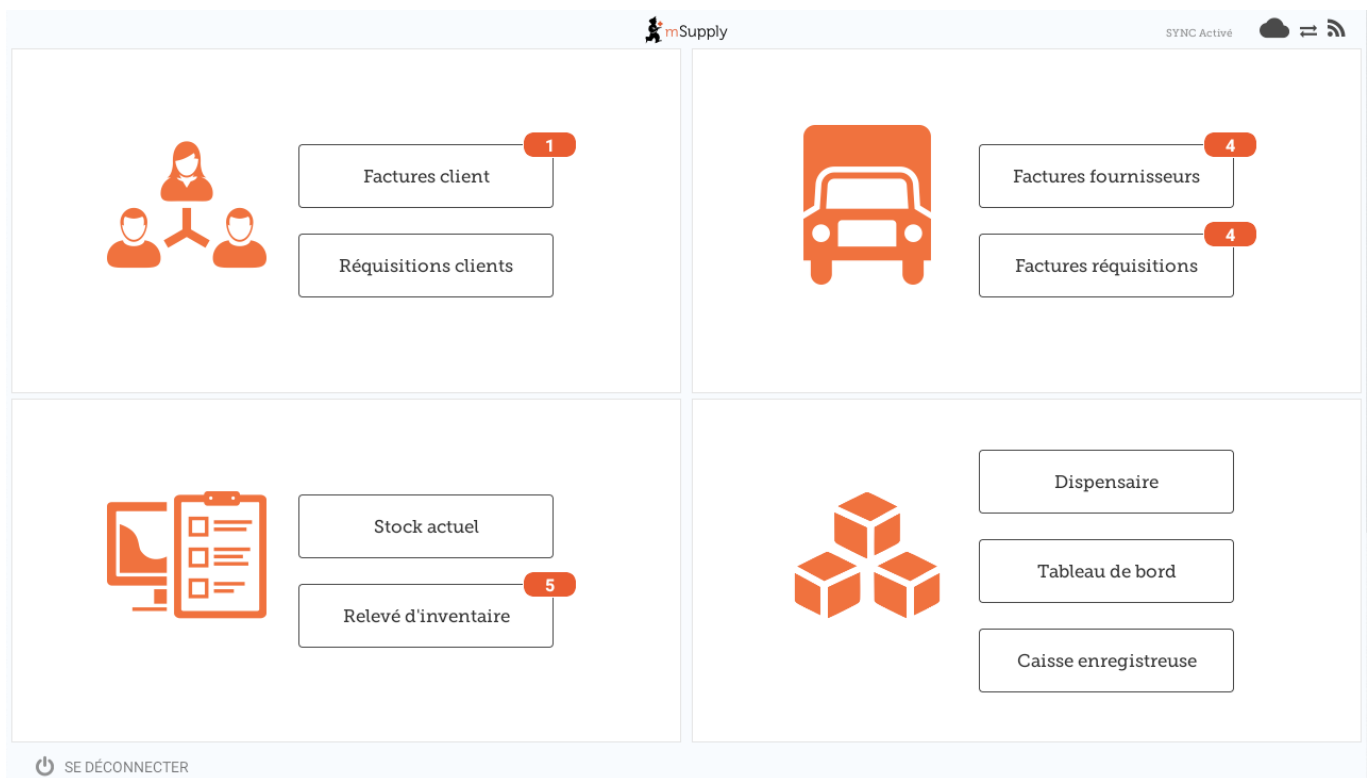 mSupply
SYNC Activé
1
Factures client
Réquisitions clients
4
Factures fournisseurs
4
Factures réquisitions
Stock actuel
5
Relevé d'inventaire
Dispensaire
Tableau de bord
Caisse enregistreuse
SE DÉCONNECTER